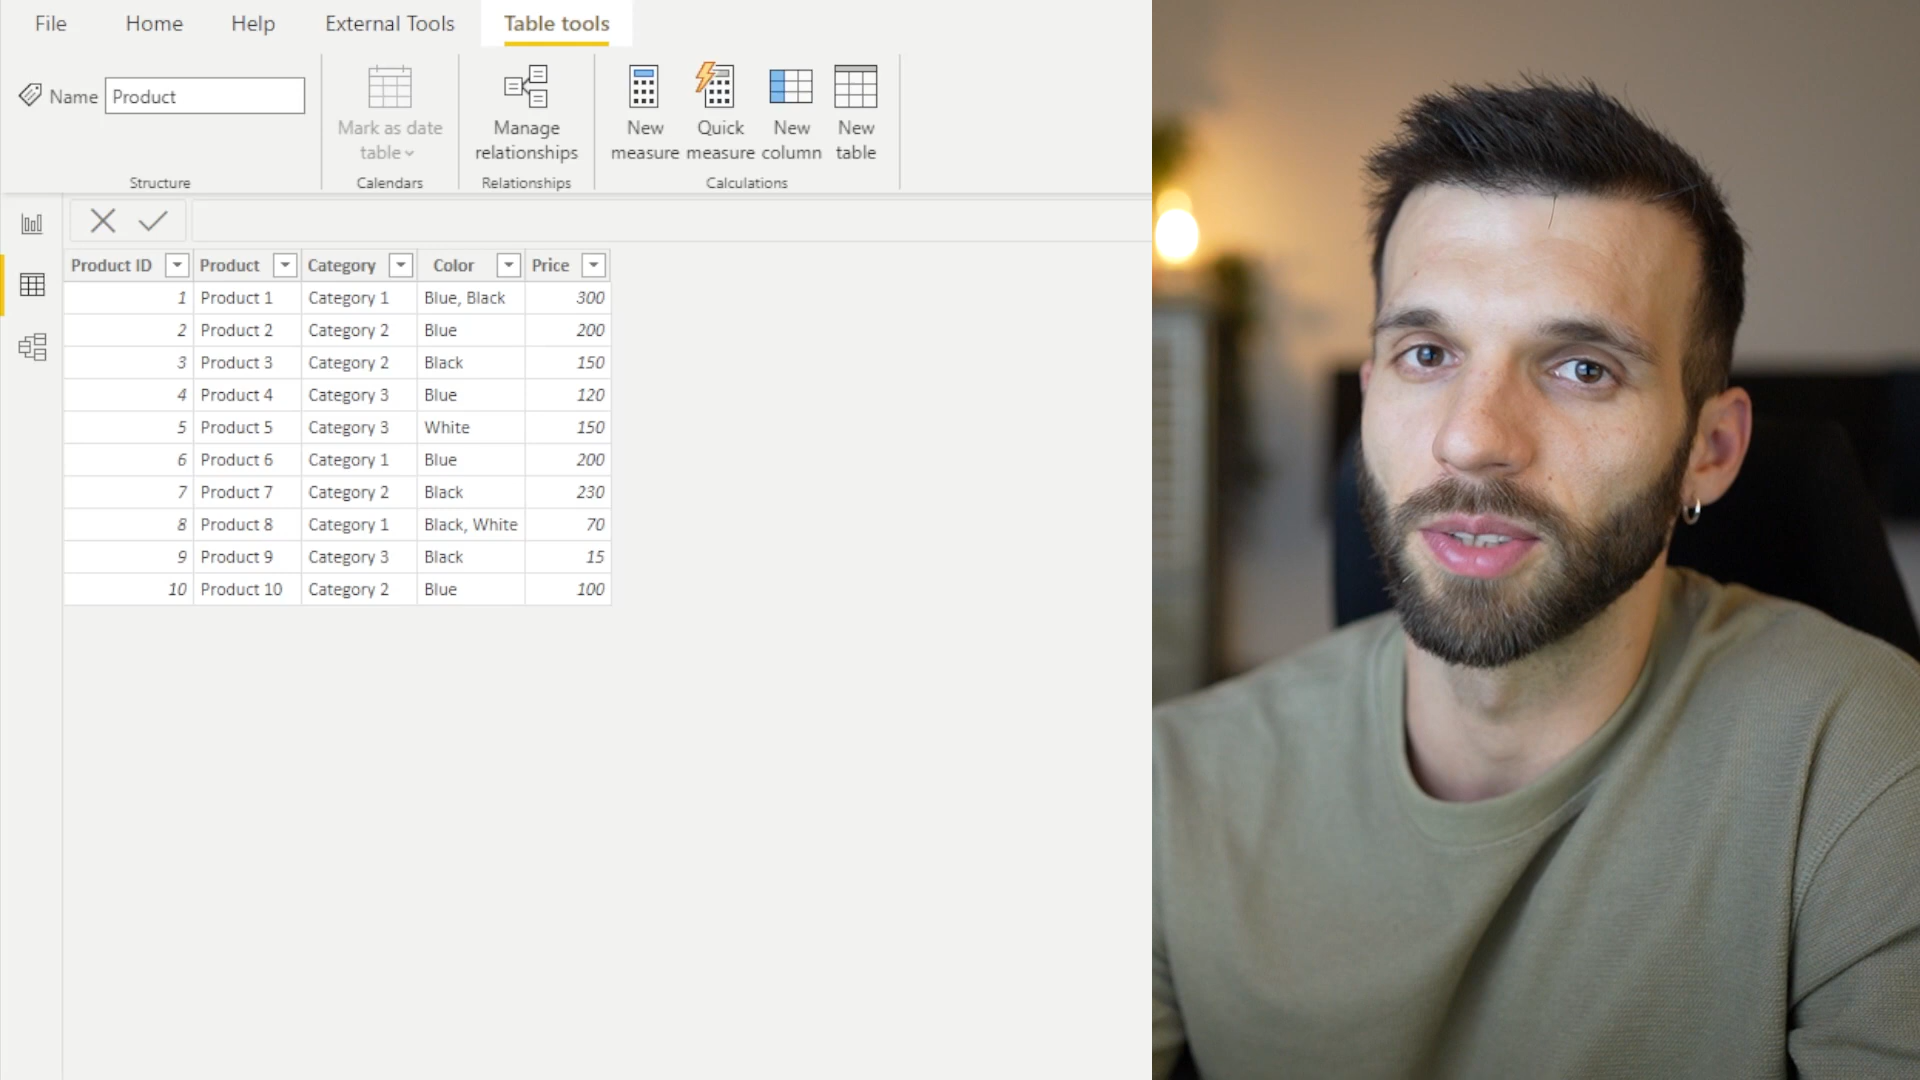 File Home Help External Tools Table tools
Name Product
Mark as date table
Manage relationships
New measure
Quick measure
New column
New table
Structure Calendars Relationships Calculations
Product ID Product Category Color Price
1 Product 1 Category 1 Blue, Black 300
2 Product 2 Category 2 Blue 200
3 Product 3 Category 2 Black 150
4 Product 4 Category 3 Blue 120
5 Product 5 Category 3 White 150
6 Product 6 Category 1 Blue 200
7 Product 7 Category 2 Black 230
8 Product 8 Category 1 Black, White 70
9 Product 9 Category 3 Black 15
10 Product 10 Category 2 Blue 100